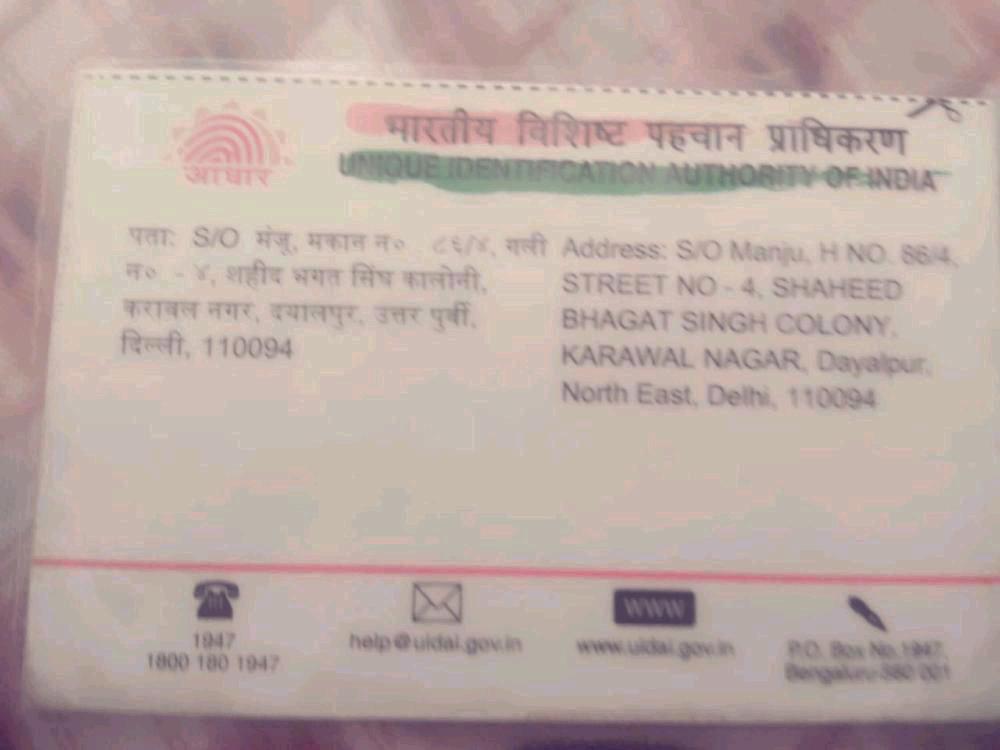 भारतीय विशिष्ट पहचान प्राधिकरण
UNIQUE IDENTIFICATION AUTHORITY OF INDIA
आधार
पता: S/O मंजू, मकान न० ८६/४, गली
न० - ४, शहीद भगत सिंघ कालोनी,
करावल नगर, दयालपुर, उत्तर पुर्वी,
दिल्ली, 110094
Address: S/O Manju, H NO. 86/4,
STREET NO - 4, SHAHEED
BHAGAT SINGH COLONY,
KARAWAL NAGAR, Dayalpur,
North East, Delhi, 110094
1947
1800 180 1947
help@uidai.gov.in
WWW
www.uidai.gov.in
P.O. Box No.1947,
Bengaluru-560 001